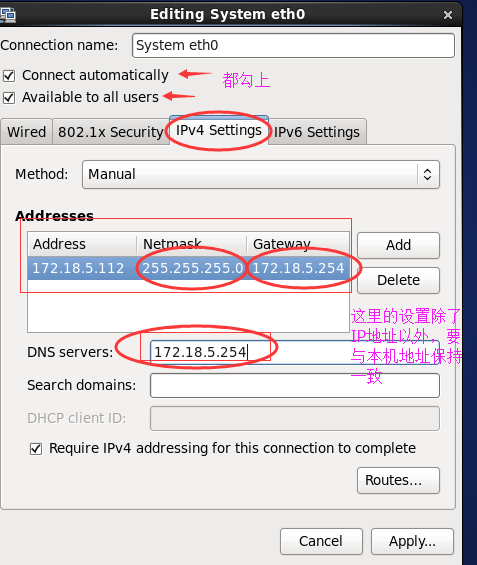 Editing System eth0
Connection name: System eth0
Connect automatically
都勾上
Available to all users
Wired 802.1x Security IPv4 Settings IPv6 Settings
Method: Manual
Addresses
Address Netmask Gateway
172.18.5.112 255.255.255.0 172.18.5.254
Add
Delete
这里的设置除了
IP地址以外，要
与本机地址保持
一致
DNS servers: 172.18.5.254
Search domains:
DHCP client ID:
Require IPv4 addressing for this connection to complete
Routes...
Cancel Apply...